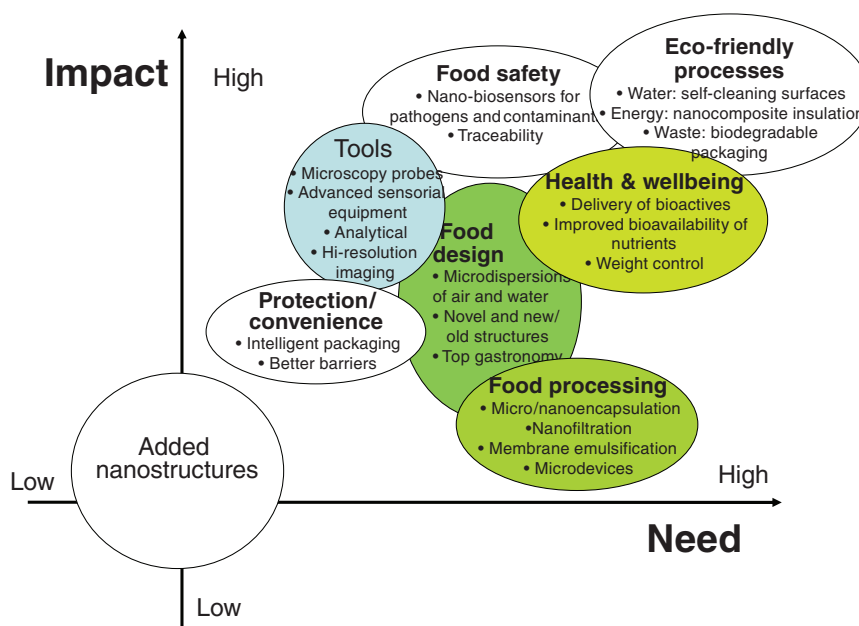 Impact
High
Food safety
• Nano-biosensors for
pathogens and contaminant
• Traceability
Eco-friendly
processes
• Water: self-cleaning surfaces
• Energy: nanocomposite insulation
• Waste: biodegradable
packaging
Tools
• Microscopy probes
• Advanced sensorial
equipment
• Analytical
• Hi-resolution
imaging
Health & wellbeing
• Delivery of bioactives
• Improved bioavailability of
nutrients
• Weight control
Food
design
• Microdispersions
of air and water
• Novel and new/
old structures
• Top gastronomy
Protection/
convenience
• Intelligent packaging
• Better barriers
Food processing
• Micro/nanoencapsulation
•Nanofiltration
• Membrane emulsification
• Microdevices
Added
nanostructures
Low
High
Need
Low